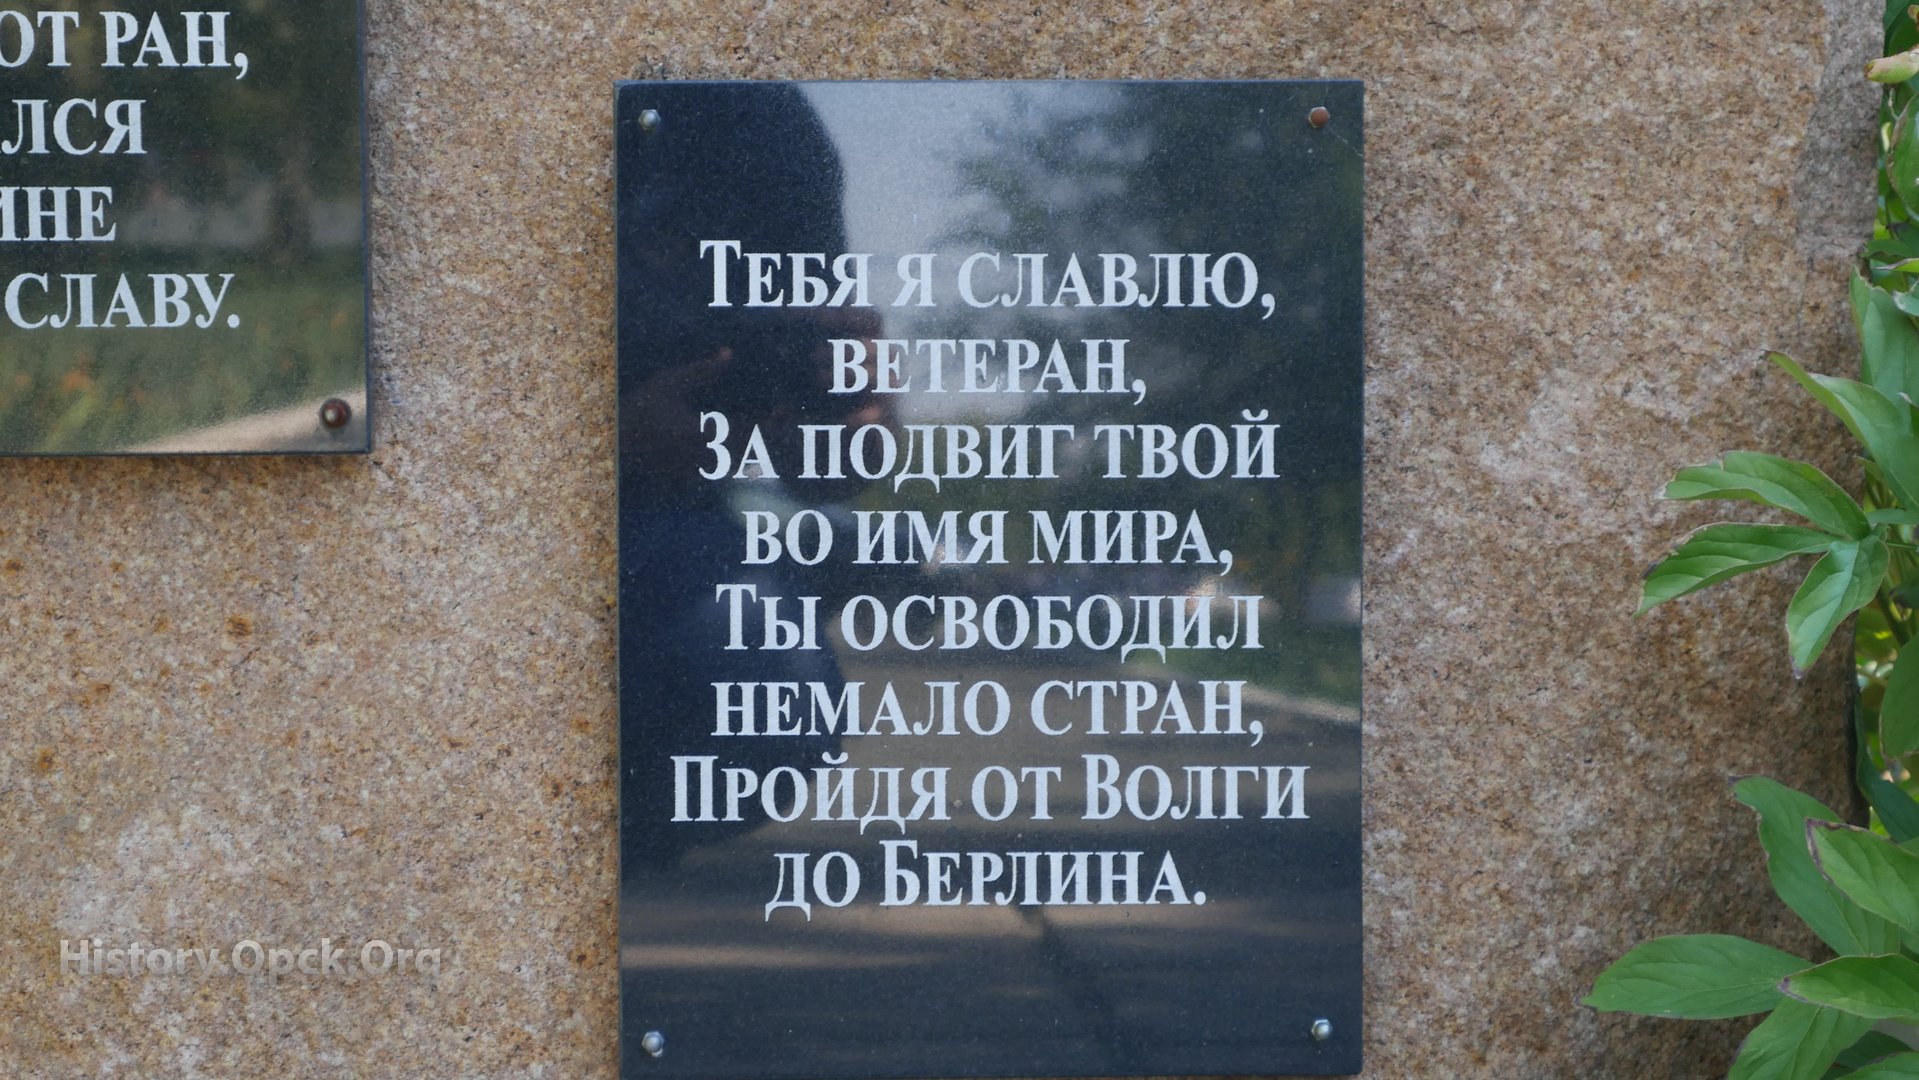 ОТ РАН,
ЛСЯ
ИНЕ
СЛАВУ.
ТЕБЯ Я СЛАВЛЮ,
ВЕТЕРАН,
ЗА ПОДВИГ ТВОЙ
ВО ИМЯ МИРА,
ТЫ ОСВОБОДИЛ
НЕМАЛО СТРАН,
ПРОЙДЯ ОТ ВОЛГИ
ДО БЕРЛИНА.
History.Орск.Org